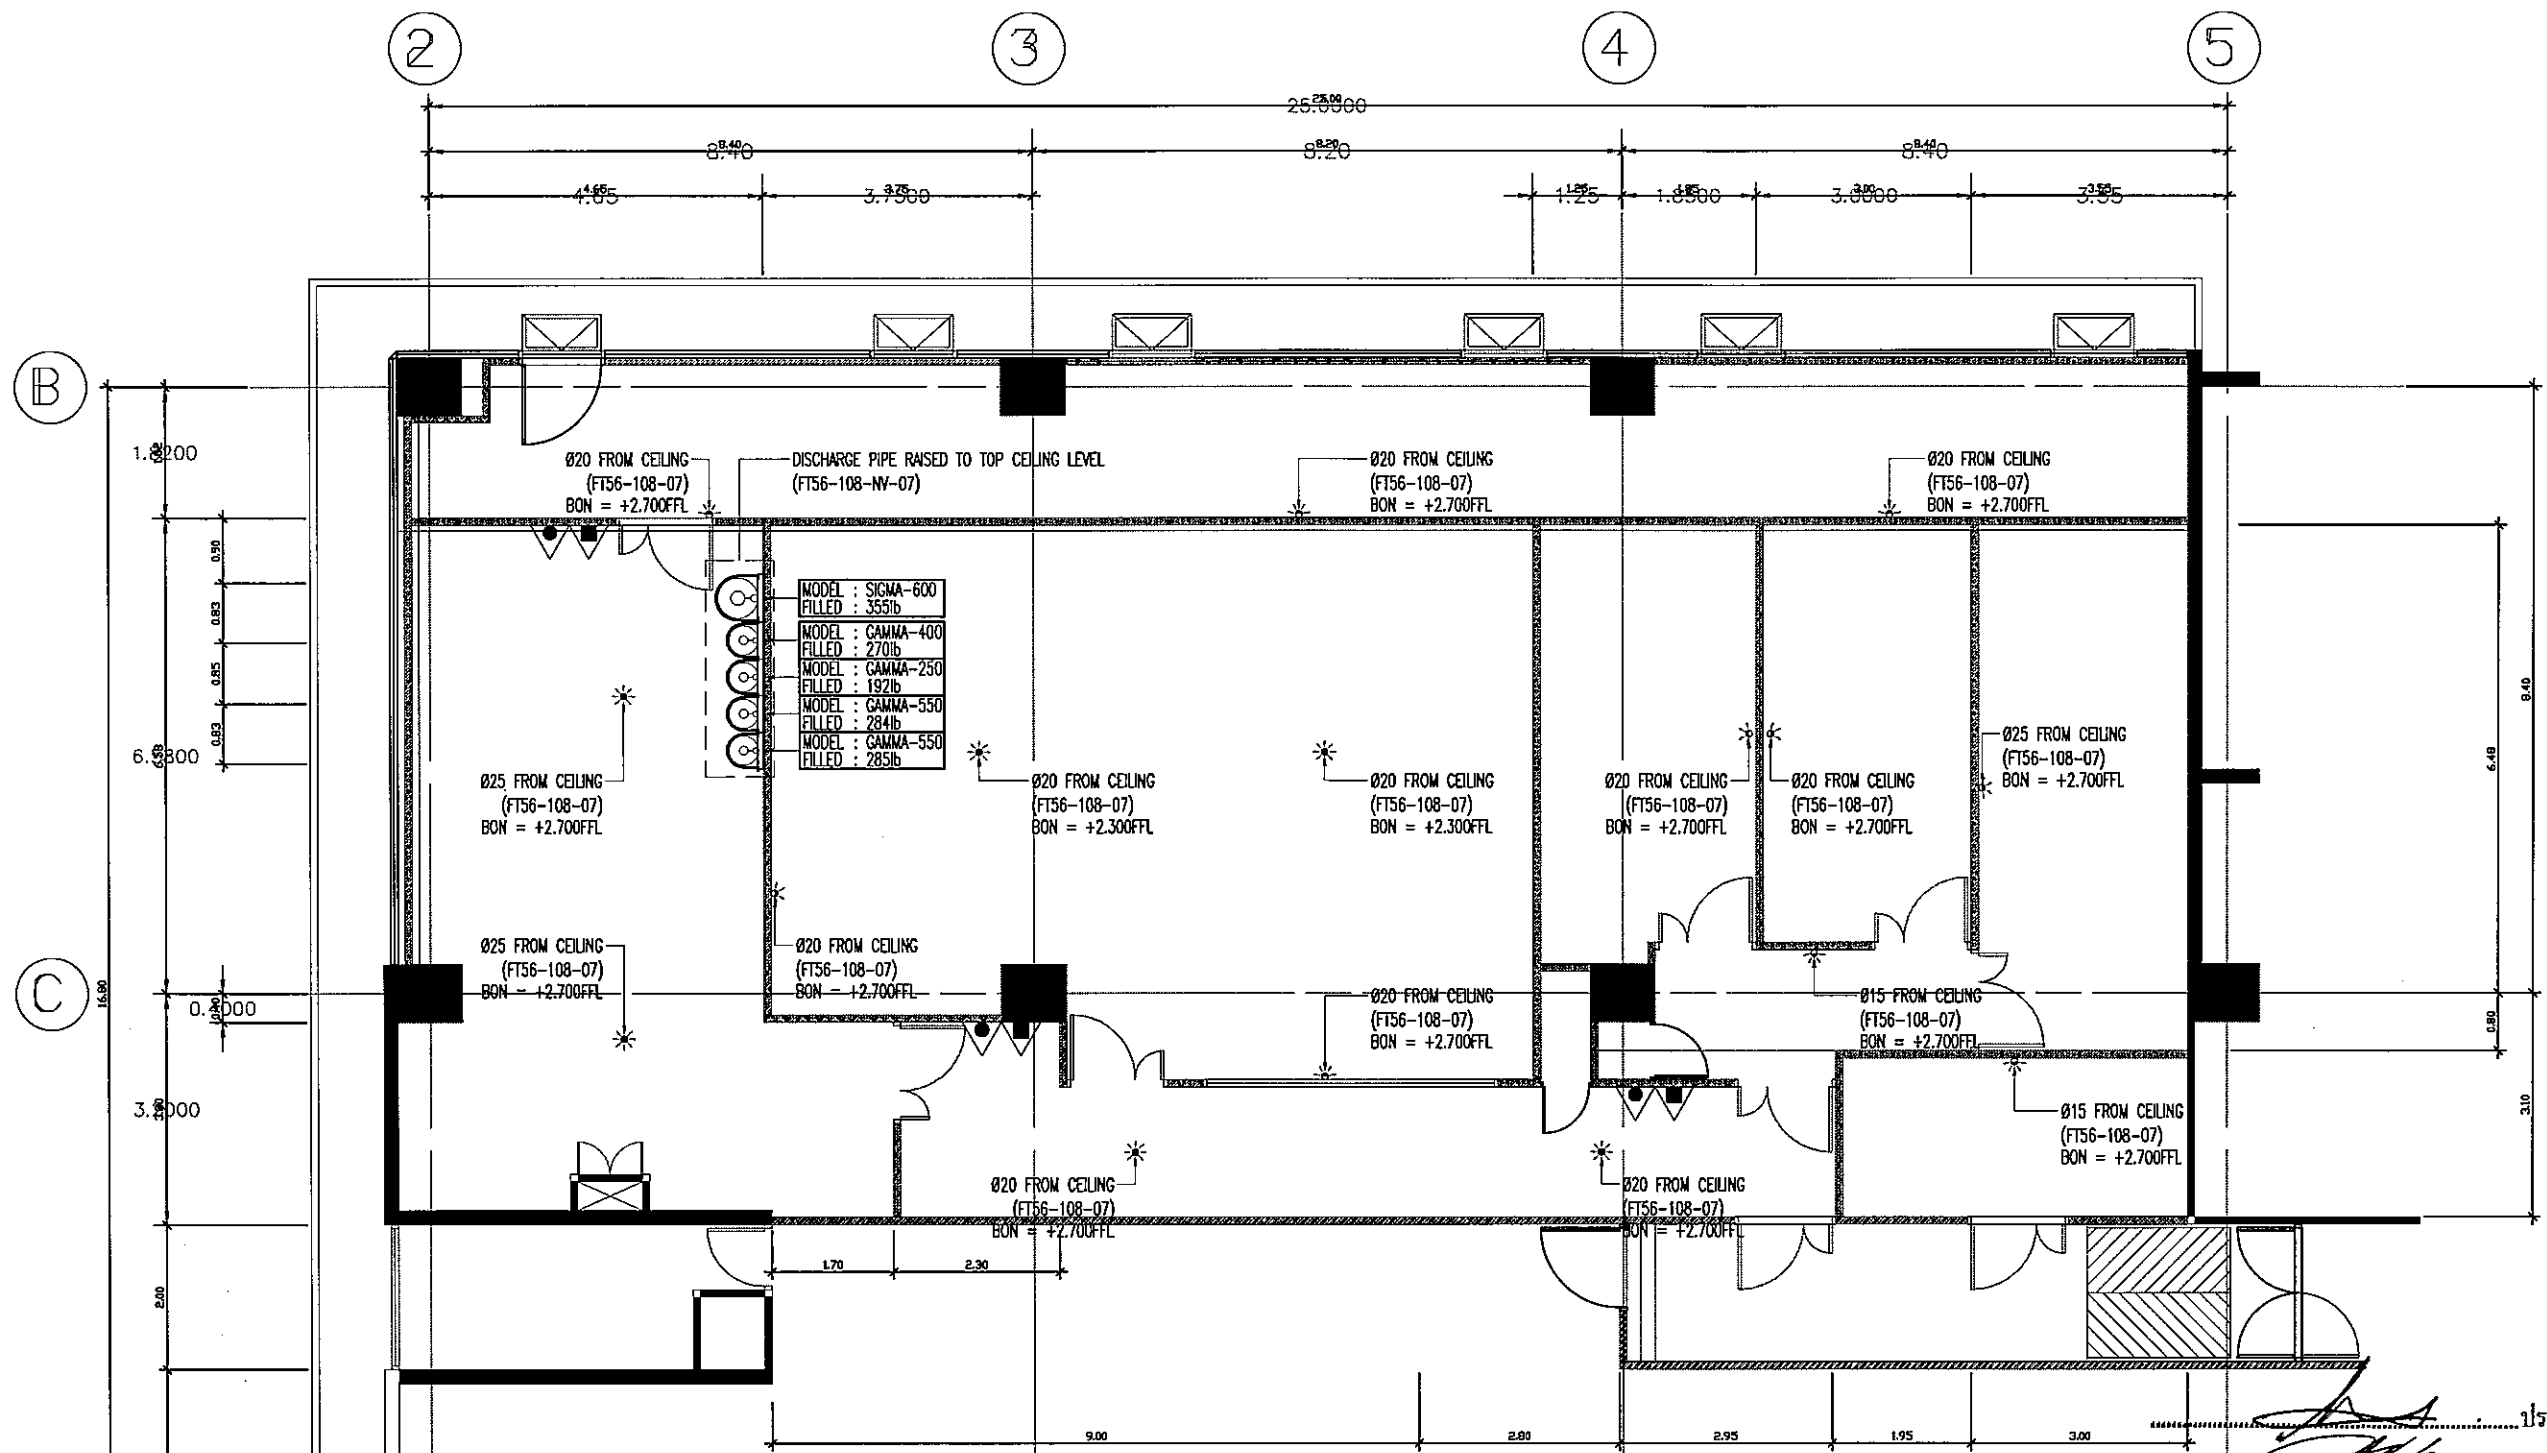 2
3
4
5
25.00
8.40
8.20
8.40
4.65
3.75
1.25
1.85
3.00
3.55
B
C
Ø20 FROM CEILING
(FT56-108-07)
BON = +2.700FFL
DISCHARGE PIPE RAISED TO TOP CEILING LEVEL
(FT56-108-NV-07)
Ø20 FROM CEILING
(FT56-108-07)
BON = +2.700FFL
Ø20 FROM CEILING
(FT56-108-07)
BON = +2.700FFL
0.90
0.83
0.85
0.83
MODEL : SIGMA-600
FILLED : 355lb
MODEL : GAMMA-400
FILLED : 270lb
MODEL : GAMMA-250
FILLED : 192lb
MODEL : GAMMA-550
FILLED : 284lb
MODEL : GAMMA-550
FILLED : 285lb
Ø25 FROM CEILING
(FT56-108-07)
BON = +2.700FFL
Ø20 FROM CEILING
(FT56-108-07)
BON = +2.300FFL
Ø20 FROM CEILING
(FT56-108-07)
BON = +2.300FFL
Ø20 FROM CEILING
(FT56-108-07)
BON = +2.700FFL
Ø20 FROM CEILING
(FT56-108-07)
BON = +2.700FFL
Ø25 FROM CEILING
(FT56-108-07)
BON = +2.700FFL
8.40
6.48
Ø25 FROM CEILING
(FT56-108-07)
BON = +2.700FFL
Ø20 FROM CEILING
(FT56-108-07)
BON = +2.700FFL
Ø20 FROM CEILING
(FT56-108-07)
BON = +2.700FFL
Ø15 FROM CEILING
(FT56-108-07)
BON = +2.700FFL
16.80
0.80
3.10
Ø15 FROM CEILING
(FT56-108-07)
BON = +2.700FFL
Ø20 FROM CEILING
(FT56-108-07)
BON = +2.700FFL
Ø20 FROM CEILING
(FT56-108-07)
BON = +2.700FFL
1.70
2.30
2.00
9.00
2.80
2.95
1.95
3.00